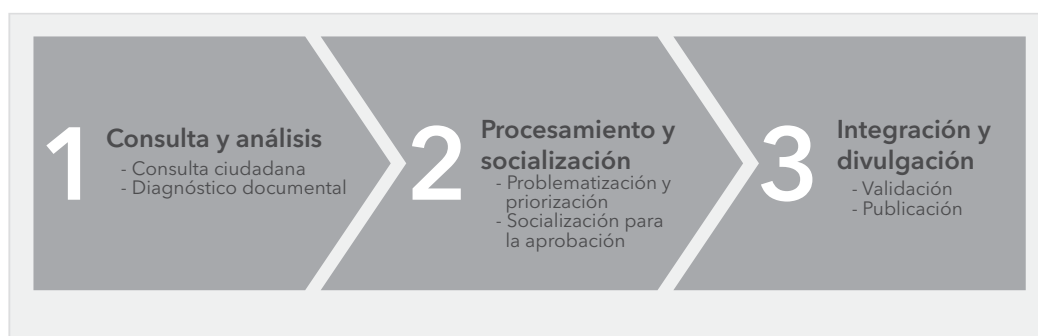 1
Consulta y análisis
- Consulta ciudadana
- Diagnóstico documental
2
Procesamiento y
socialización
- Problematización y
priorización
- Socialización para
la aprobación
3
Integración y
divulgación
- Validación
- Publicación